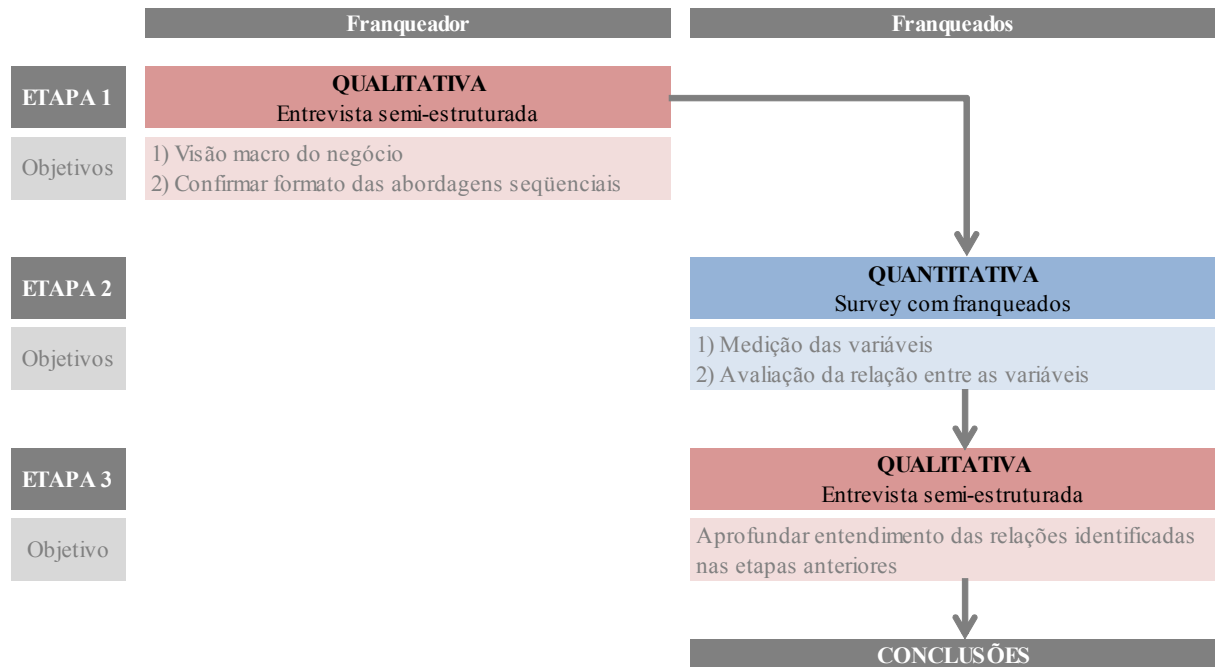 Franqueador
Franqueados
ETAPA 1
QUALITATIVA
Entrevista semi-estruturada
Objetivos
1) Visão macro do negócio
2) Confirmar formato das abordagens seqüenciais
ETAPA 2
QUANTITATIVA
Survey com franqueados
Objetivos
1) Medição das variáveis
2) Avaliação da relação entre as variáveis
ETAPA 3
QUALITATIVA
Entrevista semi-estruturada
Objetivo
Aprofundar entendimento das relações identificadas
nas etapas anteriores
CONCLUSÕES